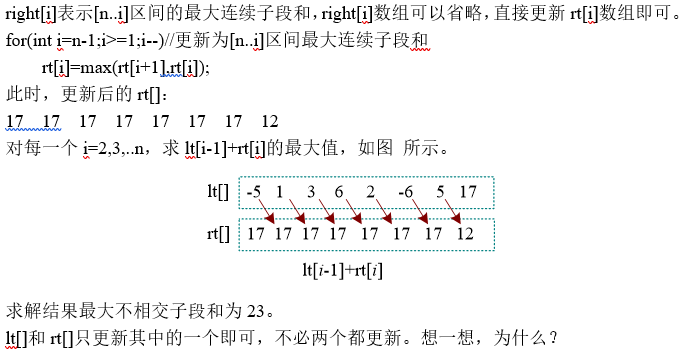 right[i]表示[n..i]区间的最大连续子段和，right[i]数组可以省略，直接更新 rt[i]数组即可。
for(int i=n-1;i>=1;i--)//更新为[n..i]区间最大连续子段和
rt[i]=max(rt[i+1],rt[i]);
此时，更新后的 rt[]：
17 17 17 17 17 17 17 12
对每一个 i=2,3,..n，求 lt[i-1]+rt[i]的最大值，如图 所示。
lt[] -5 1 3 6 2 -6 5 17
rt[] 17 17 17 17 17 17 17 12
lt[i-1]+rt[i]
求解结果最大不相交子段和为 23。
lt[]和 rt[]只更新其中的一个即可，不必两个都更新。想一想，为什么？